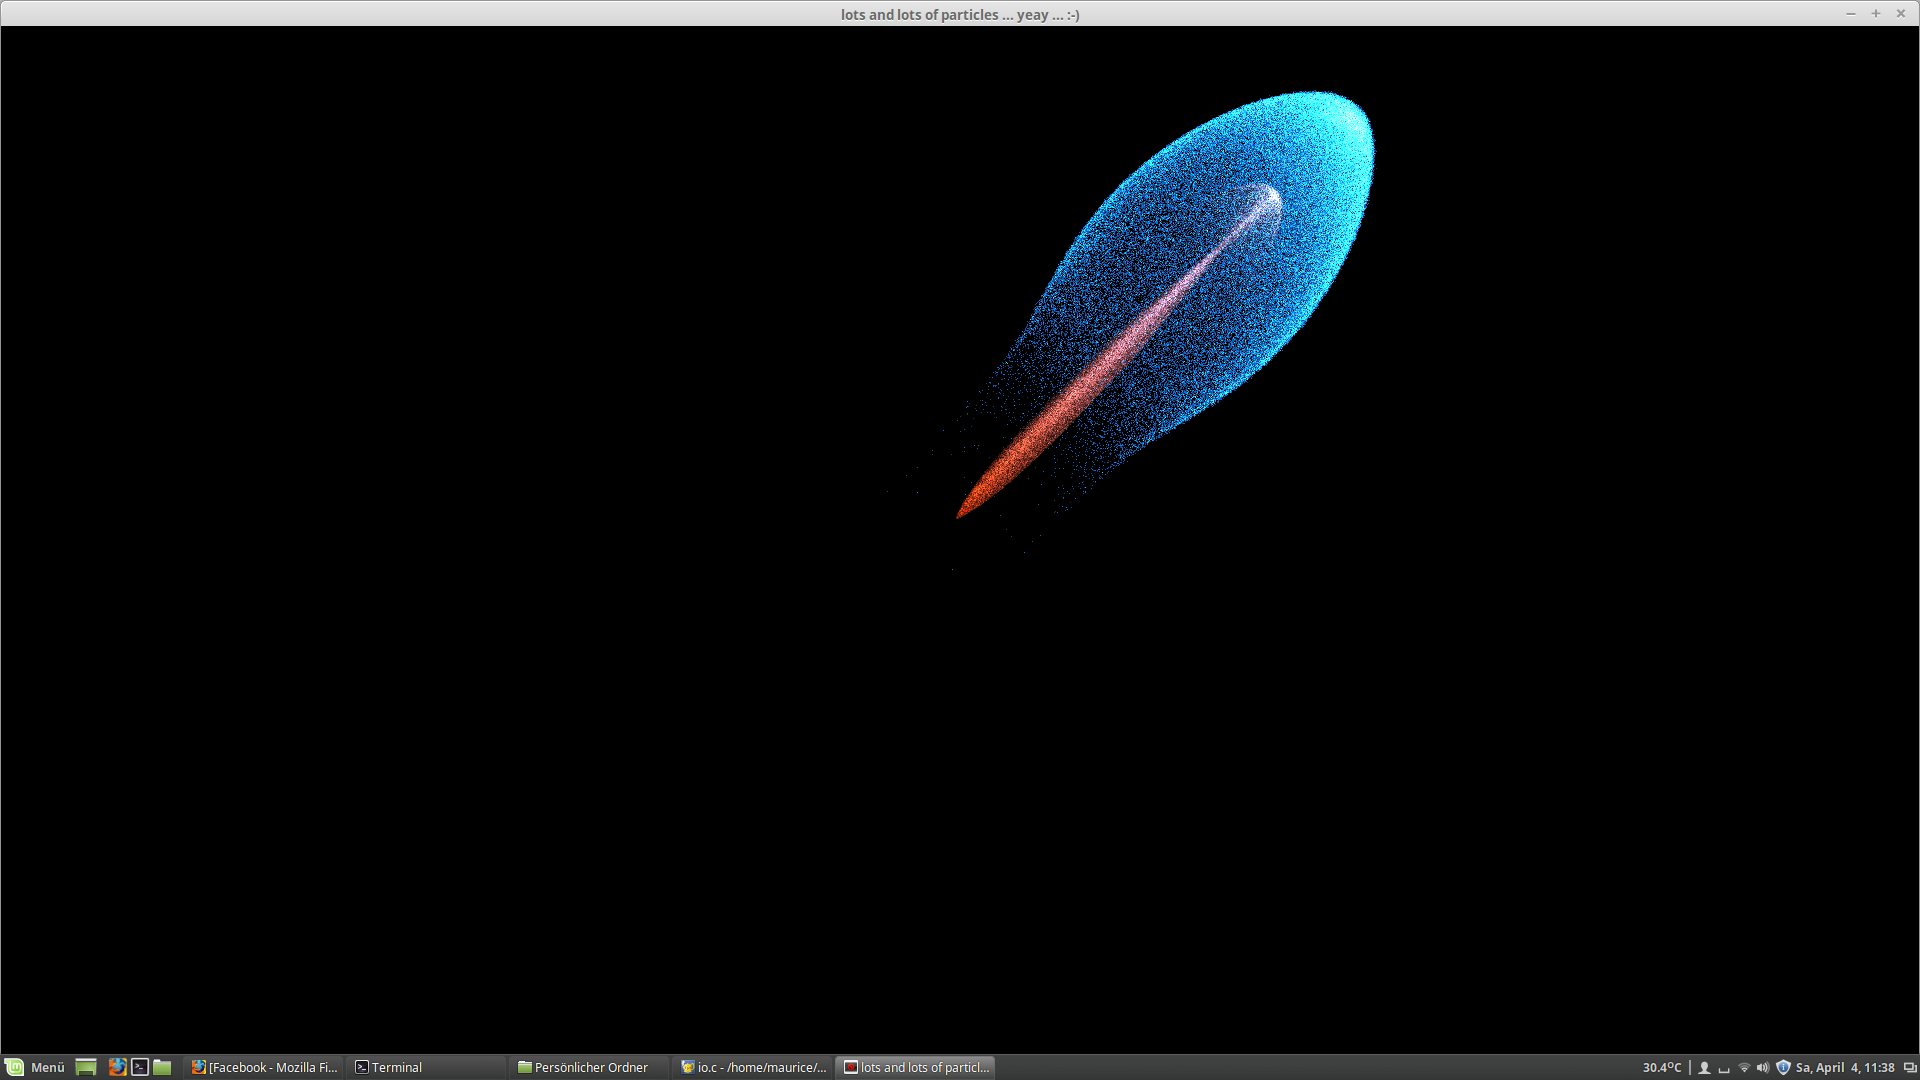 lots and lots of particles ... yeay ... :-)
Menü
[Facebook - Mozilla Fi...
Terminal
Persönlicher Ordner
io.c - /home/maurice/...
lots and lots of particl...
30.4°C
Sa, April 4, 11:38